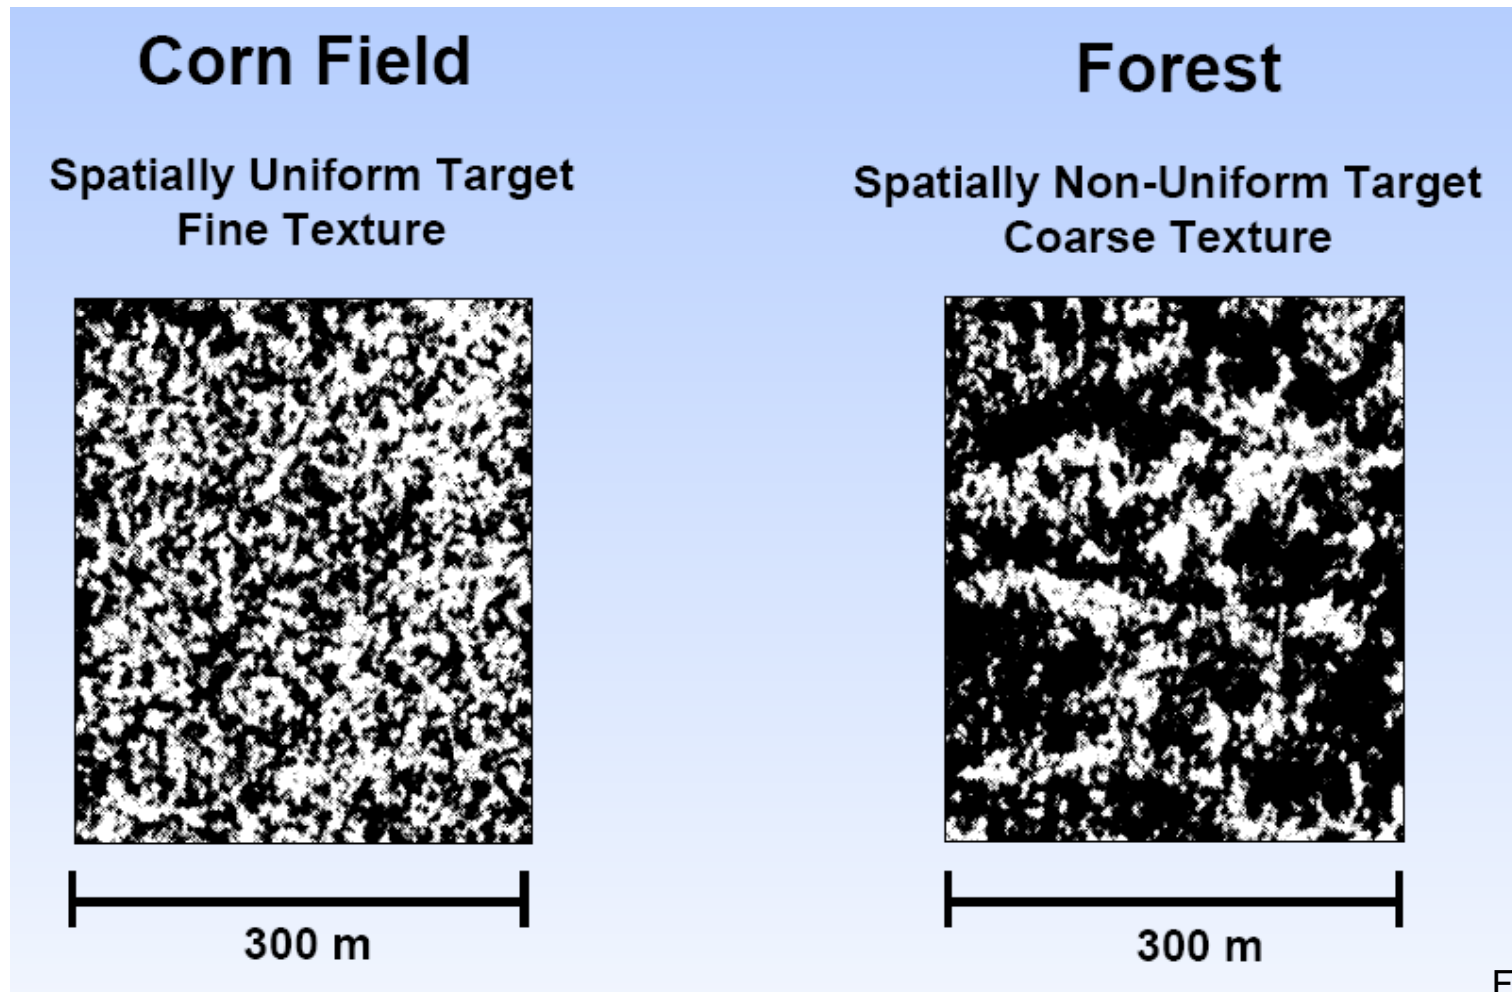 Corn Field
Spatially Uniform Target
Fine Texture
300 m
Forest
Spatially Non-Uniform Target
Coarse Texture
300 m